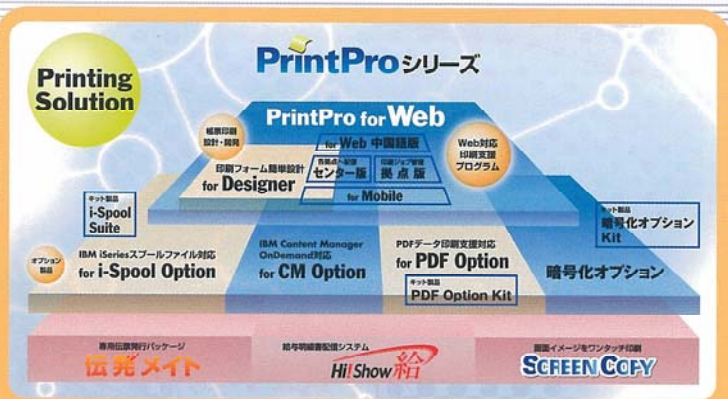 Printing
Solution
PrintProシリーズ
PrintPro for Web
帳票印刷
設計・開発
for Web 中国語版
Web対応
印刷支援
プログラム
印刷フォーム簡単設計
for Designer
各拠点へ配信
センター版
印刷ジョブ管理
拠点版
for Mobile
キット製品
i-Spool
Suite
キット製品
暗号化オプション
Kit
オプション
製品
IBM iSeriesスプールファイル対応
for i-Spool Option
IBM Content Manager
OnDemand対応
for CM Option
PDFデータ印刷支援対応
for PDF Option
キット製品
PDF Option Kit
暗号化オプション
専用伝票発行パッケージ
伝発メイト
給与明細書配信システム
Hi!Show給
画面イメージをワンタッチ印刷
SCREEN COPY